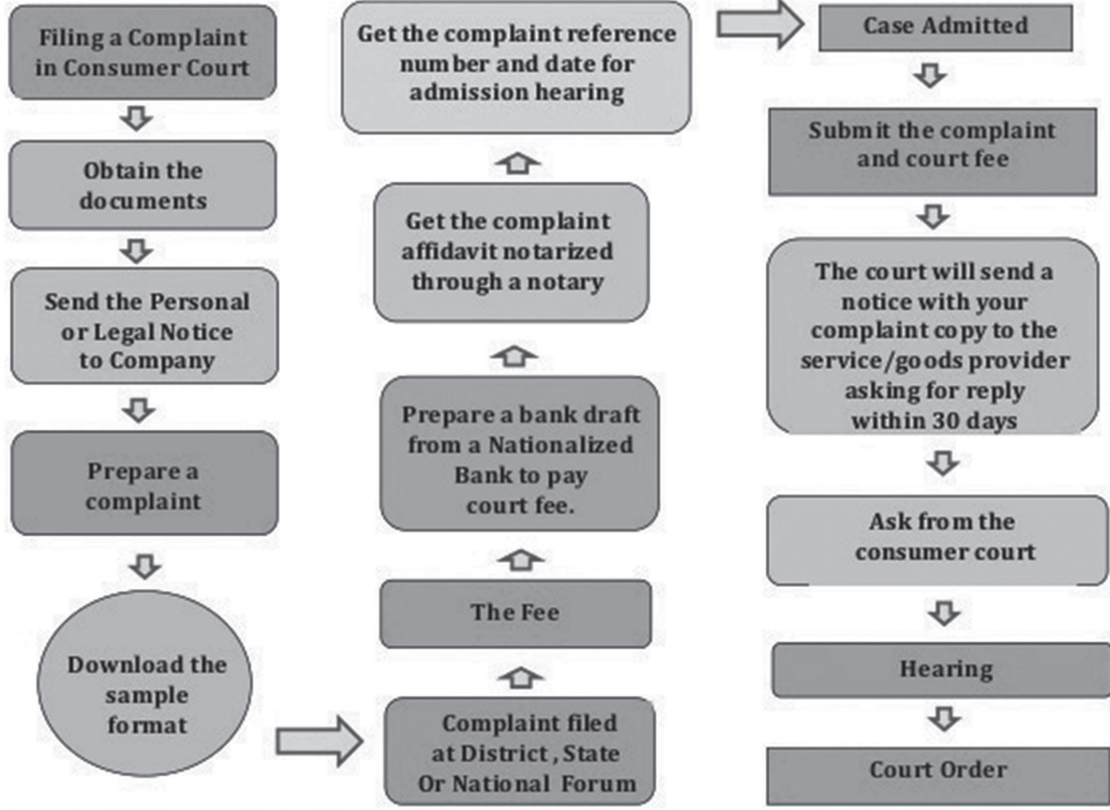 Filing a Complaint
in Consumer Court
Obtain the
documents
Send the Personal
or Legal Notice
to Company
Prepare a
complaint
Download the
sample
format
Complaint filed
at District , State
Or National Forum
The Fee
Prepare a bank draft
from a Nationalized
Bank to pay
court fee.
Get the complaint
affidavit notarized
through a notary
Get the complaint reference
number and date for
admission hearing
Case Admitted
Submit the complaint
and court fee
The court will send a
notice with your
complaint copy to the
service/goods provider
asking for reply
within 30 days
Ask from the
consumer court
Hearing
Court Order